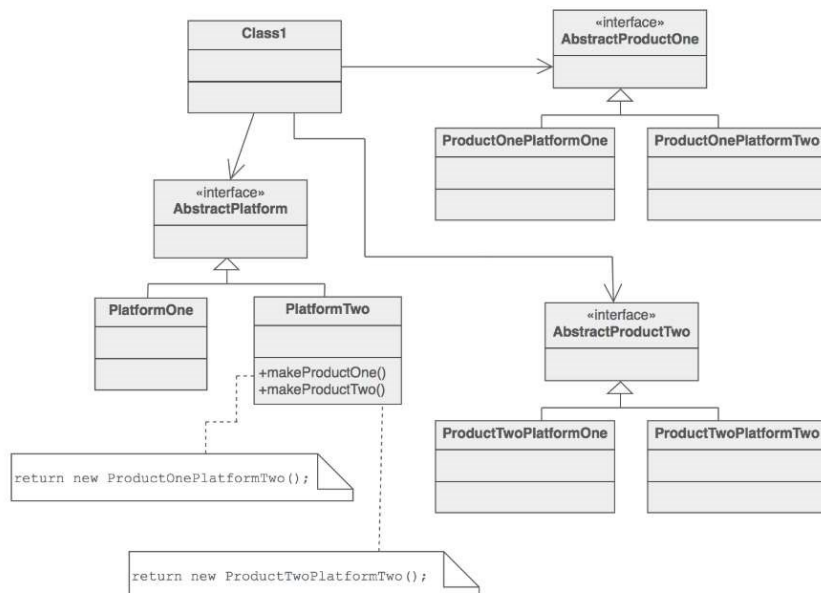 Class1
«interface»
AbstractProductOne
ProductOnePlatformOne
ProductOnePlatformTwo
«interface»
AbstractPlatform
PlatformOne
PlatformTwo
+makeProductOne()
+makeProductTwo()
«interface»
AbstractProductTwo
ProductTwoPlatformOne
ProductTwoPlatformTwo
return new ProductOnePlatformTwo();
return new ProductTwoPlatformTwo();